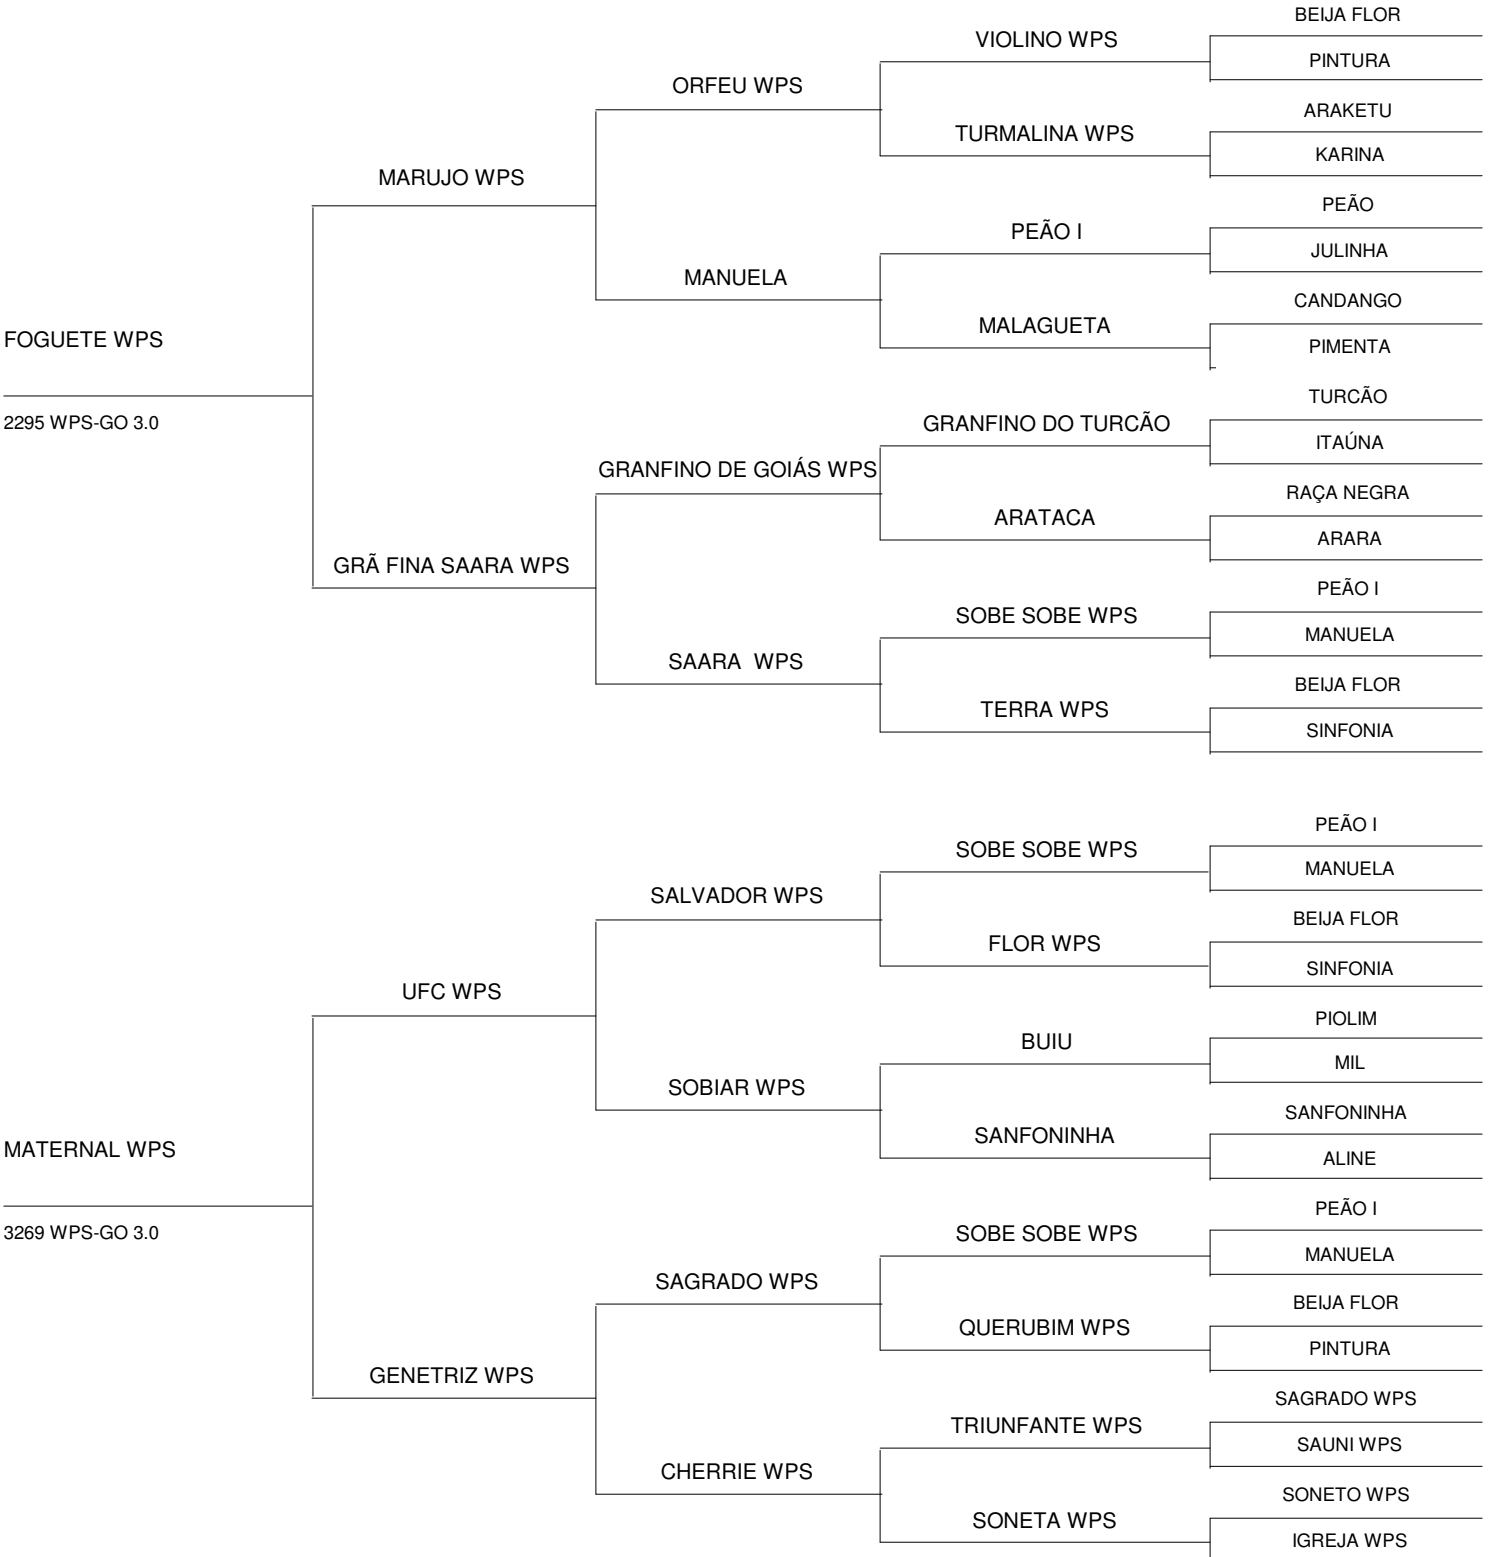 BEIJA FLOR
VIOLINO WPS
PINTURA
ORFEU WPS
ARAKETU
TURMALINA WPS
KARINA
MARUJO WPS
PEÃO
PEÃO I
JULINHA
MANUELA
CANDANGO
MALAGUETA
PIMENTA
FOGUETE WPS
2295 WPS-GO 3.0
TURCÃO
GRANFINO DO TURCÃO
ITAÚNA
GRANFINO DE GOIÁS WPS
RAÇA NEGRA
ARATACA
ARARA
GRÃ FINA SAARA WPS
PEÃO I
SOBE SOBE WPS
MANUELA
SAARA  WPS
BEIJA FLOR
TERRA WPS
SINFONIA
PEÃO I
SOBE SOBE WPS
MANUELA
SALVADOR WPS
BEIJA FLOR
FLOR WPS
SINFONIA
UFC WPS
PIOLIM
BUIU
MIL
SOBIAR WPS
SANFONINHA
SANFONINHA
ALINE
MATERNAL WPS
3269 WPS-GO 3.0
PEÃO I
SOBE SOBE WPS
MANUELA
SAGRADO WPS
BEIJA FLOR
QUERUBIM WPS
PINTURA
GENETRIZ WPS
SAGRADO WPS
TRIUNFANTE WPS
SAUNI WPS
CHERRIE WPS
SONETO WPS
SONETA WPS
IGREJA WPS